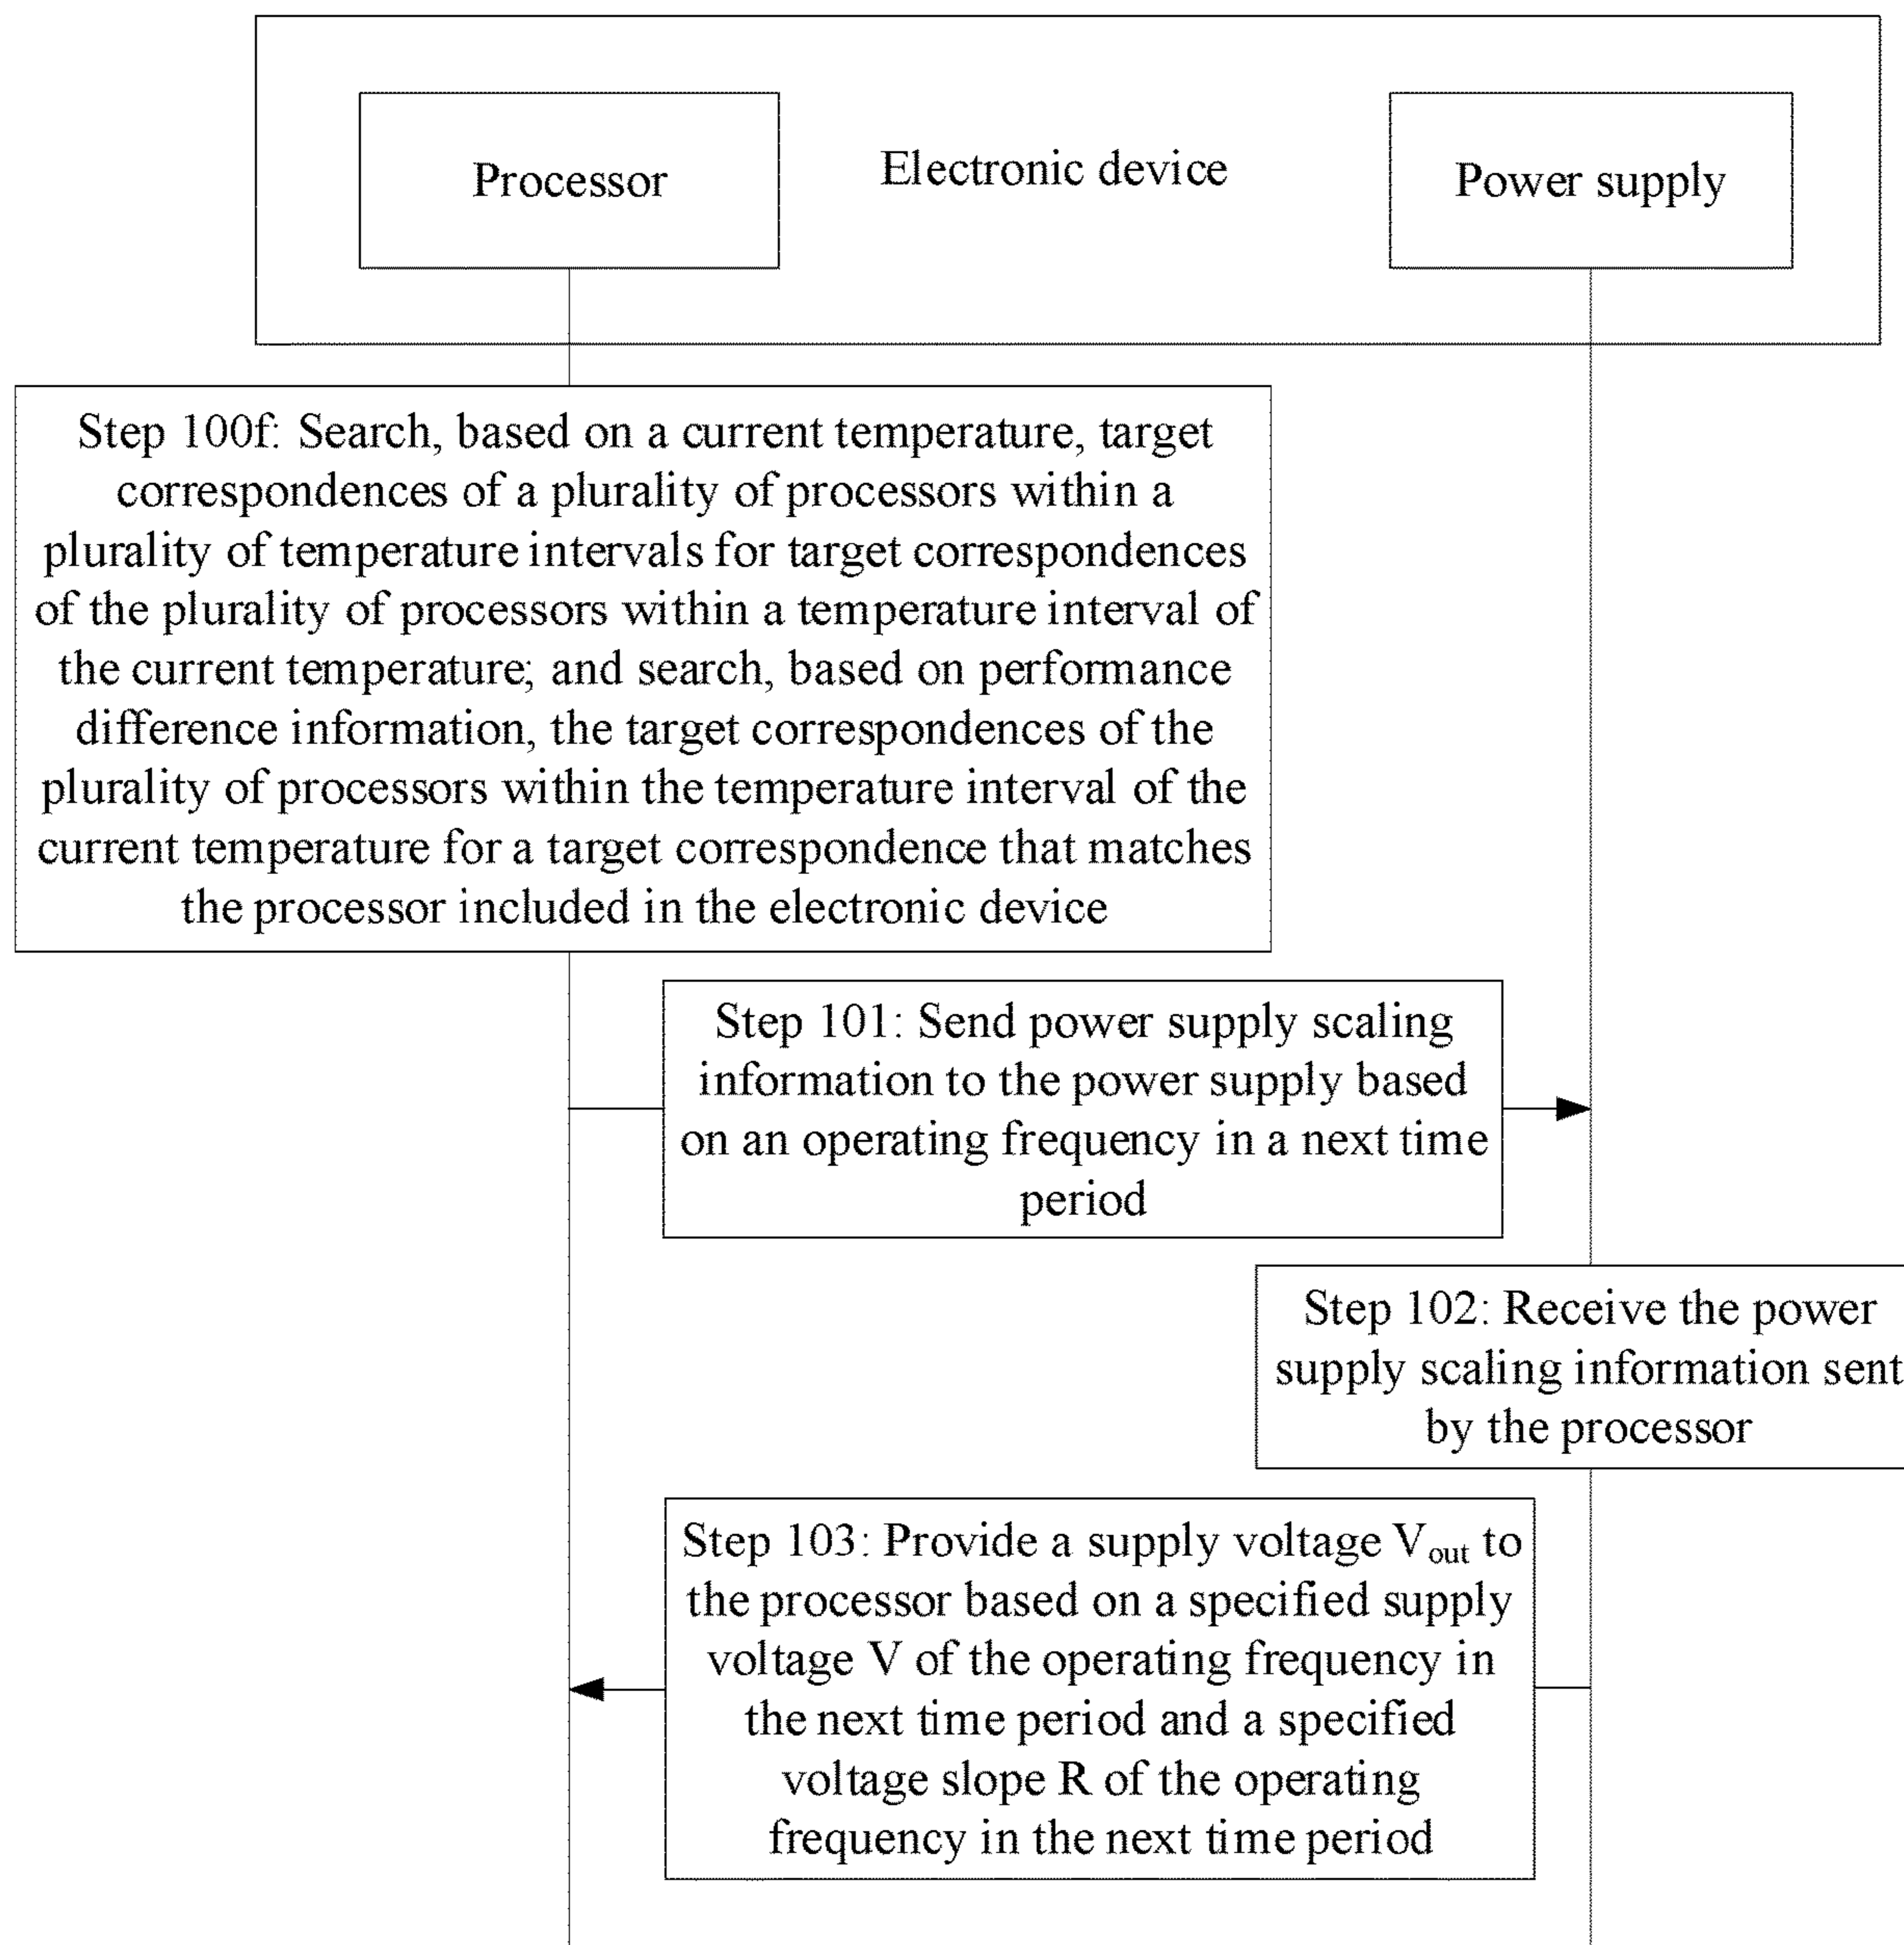 Processor
Electronic device
Power supply
Step 100f: Search, based on a current temperature, target
correspondences of a plurality of processors within a
plurality of temperature intervals for target correspondences
of the plurality of processors within a temperature interval of
the current temperature; and search, based on performance
difference information, the target correspondences of the
plurality of processors within the temperature interval of the
current temperature for a target correspondence that matches
the processor included in the electronic device
Step 101: Send power supply scaling
information to the power supply based
on an operating frequency in a next time
period
Step 102: Receive the power
supply scaling information sent
by the processor
Step 103: Provide a supply voltage Vout to
the processor based on a specified supply
voltage V of the operating frequency in
the next time period and a specified
voltage slope R of the operating
frequency in the next time period